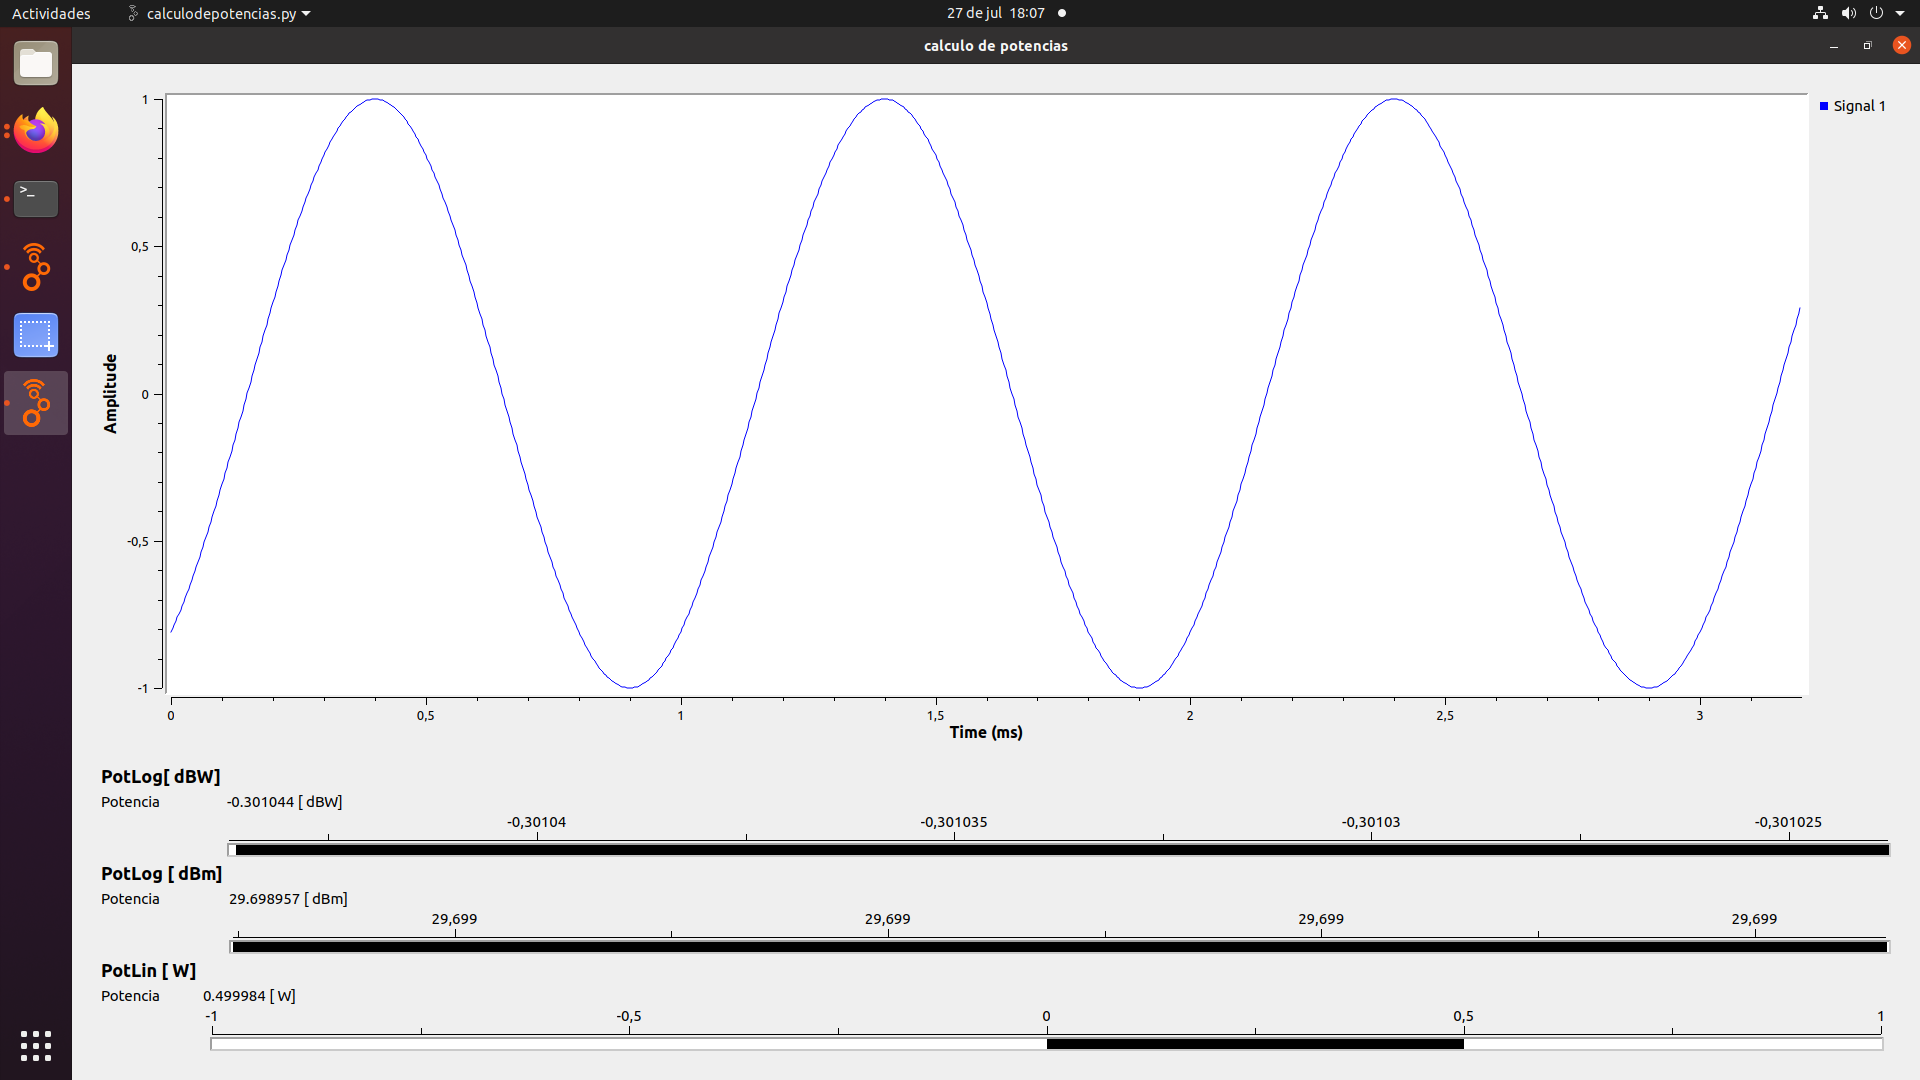 Actividades calculodepotencias.py 27 de jul 18:07
calculo de potencias
>_
Signal 1
1
0,5
0
-0,5
-1
Amplitude
0 0,5 1 1,5 2 2,5 3
Time (ms)
PotLog[ dBW]
Potencia -0.301044 [ dBW]
-0,30104 -0,301035 -0,30103 -0,301025
PotLog [ dBm]
Potencia 29.698957 [ dBm]
29,699 29,699 29,699 29,699
PotLin [ W]
Potencia 0.499984 [ W]
-1 -0,5 0 0,5 1